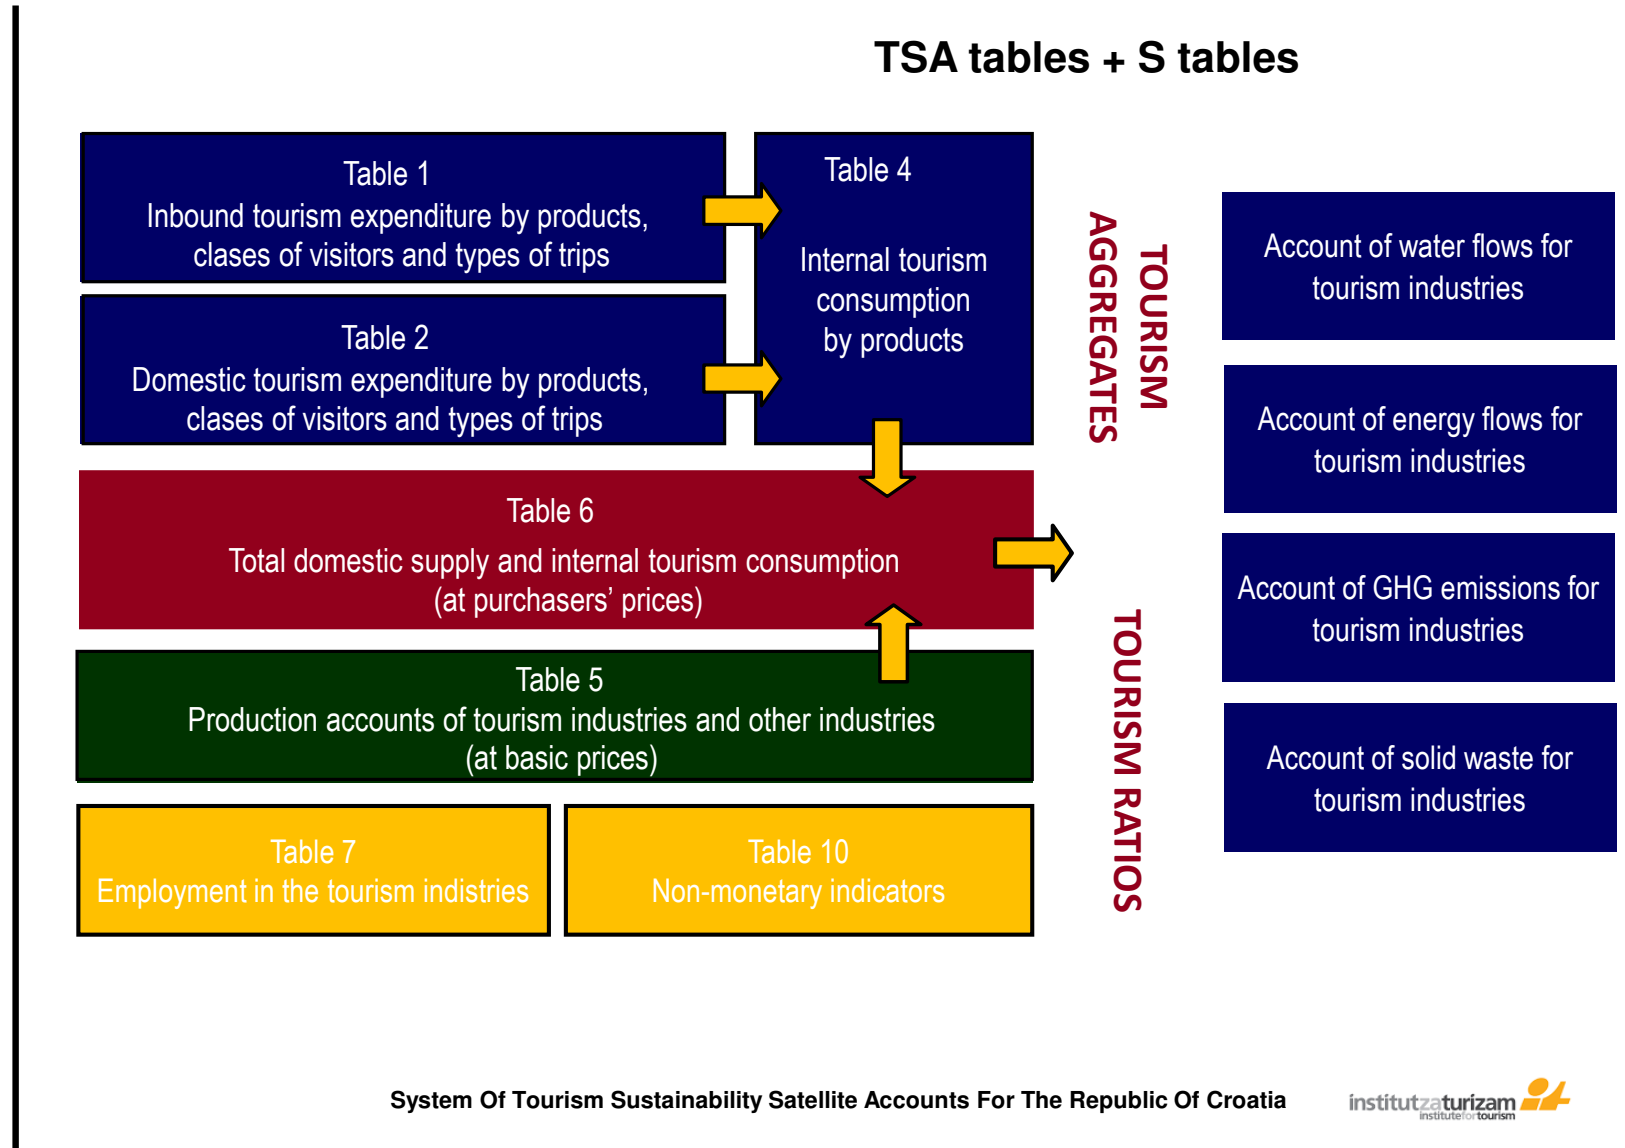 TSA tables + S tables
Table 1
Inbound tourism expenditure by products,
clases of visitors and types of trips
Table 2
Domestic tourism expenditure by products,
clases of visitors and types of trips
Table 4
Internal tourism
consumption
by products
Table 6
Total domestic supply and internal tourism consumption
(at purchasers’ prices)
Table 5
Production accounts of tourism industries and other industries
(at basic prices)
Table 7
Employment in the tourism indistries
Table 10
Non-monetary indicators
TOURISM
AGGREGATES
TOURISM RATIOS
Account of water flows for
tourism industries
Account of energy flows for
tourism industries
Account of GHG emissions for
tourism industries
Account of solid waste for
tourism industries
System Of Tourism Sustainability Satellite Accounts For The Republic Of Croatia
institutzaturizam
institutefortourism